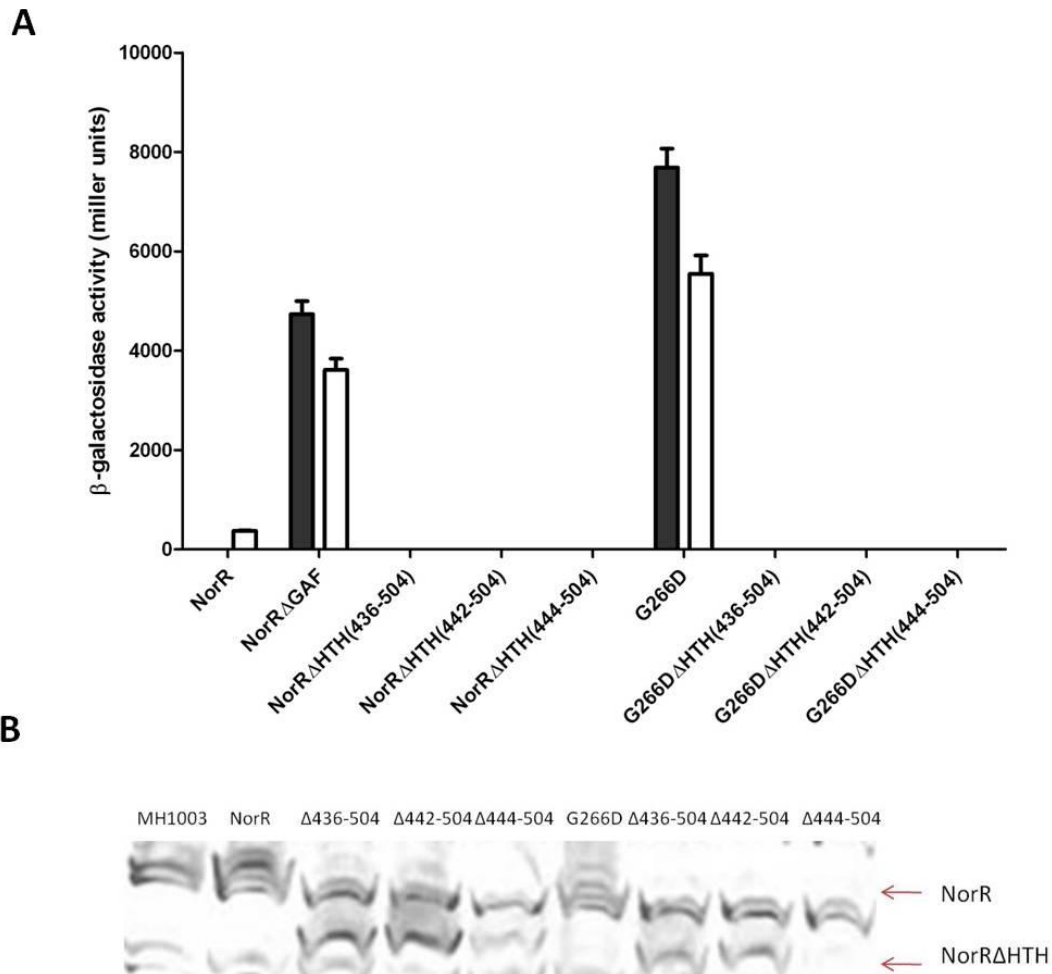 A
β-galactosidase activity (miller units)
10000
8000
6000
4000
2000
0
NorR
NorRΔGAF
NorRΔHTH(436-504)
NorRΔHTH(442-504)
NorRΔHTH(444-504)
G266D
G266DΔHTH(436-504)
G266DΔHTH(442-504)
G266DΔHTH(444-504)
B
MH1003 NorR Δ436-504 Δ442-504 Δ444-504 G266D Δ436-504 Δ442-504 Δ444-504
NorR
NorRΔHTH